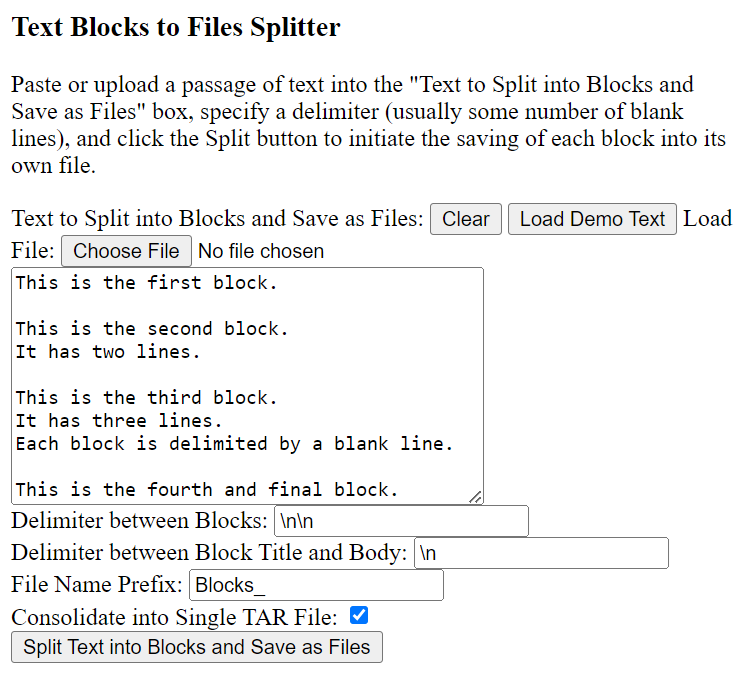 Text Blocks to Files Splitter
Paste or upload a passage of text into the "Text to Split into Blocks and
Save as Files" box, specify a delimiter (usually some number of blank
lines), and click the Split button to initiate the saving of each block into its
own file.
Text to Split into Blocks and Save as Files: Clear Load Demo Text Load
File: Choose File No file chosen
This is the first block.
This is the second block.
It has two lines.
This is the third block.
It has three lines.
Each block is delimited by a blank line.
This is the fourth and final block.
Delimiter between Blocks: \n\n
Delimiter between Block Title and Body: \n
File Name Prefix: Blocks_
Consolidate into Single TAR File:
Split Text into Blocks and Save as Files